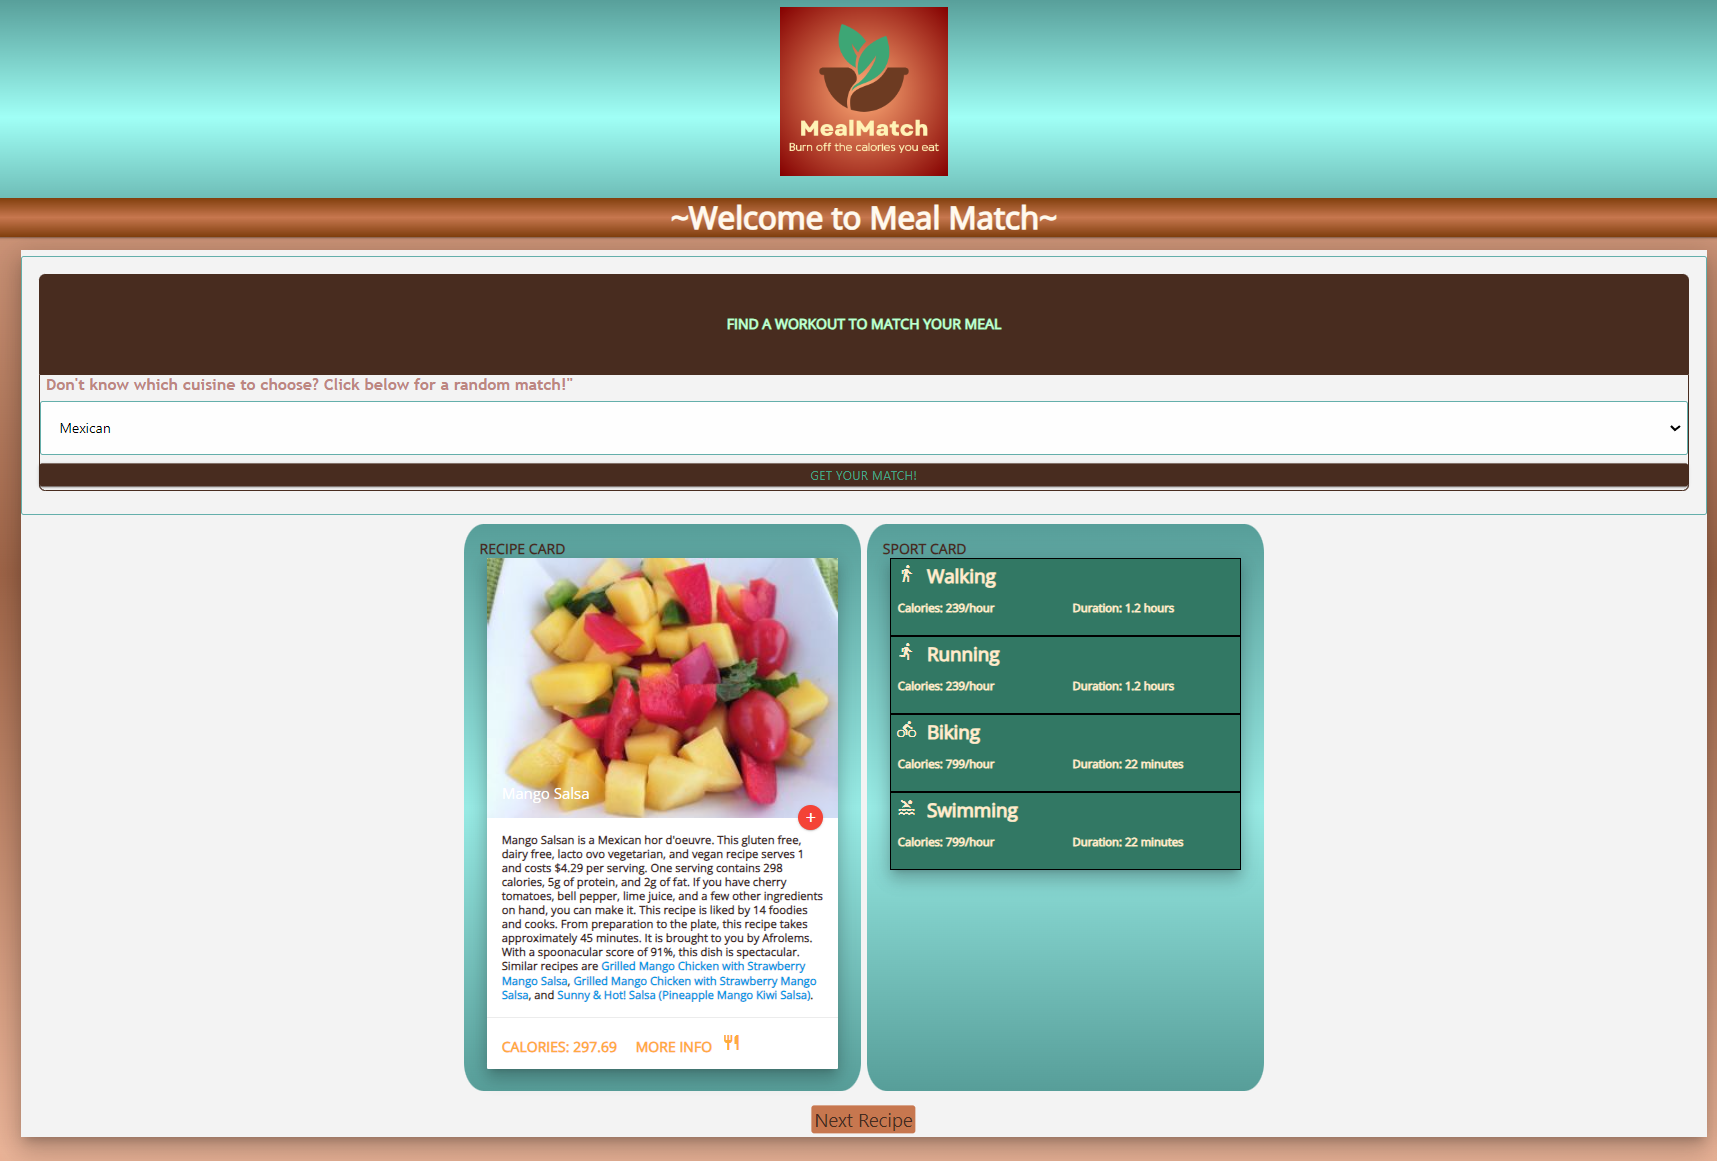 MealMatch
Burn off the calories you eat
~Welcome to Meal Match~
FIND A WORKOUT TO MATCH YOUR MEAL
Don't know which cuisine to choose? Click below for a random match!"
Mexican
GET YOUR MATCH!
RECIPE CARD
Mango Salsa
+
Mango Salsan is a Mexican hor d'oeuvre. This gluten free,
dairy free, lacto ovo vegetarian, and vegan recipe serves 1
and costs $4.29 per serving. One serving contains 298
calories, 5g of protein, and 2g of fat. If you have cherry
tomatoes, bell pepper, lime juice, and a few other ingredients
on hand, you can make it. This recipe is liked by 14 foodies
and cooks. From preparation to the plate, this recipe takes
approximately 45 minutes. It is brought to you by Afrolems.
With a spoonacular score of 91%, this dish is spectacular.
Similar recipes are Grilled Mango Chicken with Strawberry
Mango Salsa, Grilled Mango Chicken with Strawberry Mango
Salsa, and Sunny & Hot! Salsa (Pineapple Mango Kiwi Salsa).
CALORIES: 297.69 MORE INFO
SPORT CARD
Walking
Calories: 239/hour Duration: 1.2 hours
Running
Calories: 239/hour Duration: 1.2 hours
Biking
Calories: 799/hour Duration: 22 minutes
Swimming
Calories: 799/hour Duration: 22 minutes
Next Recipe